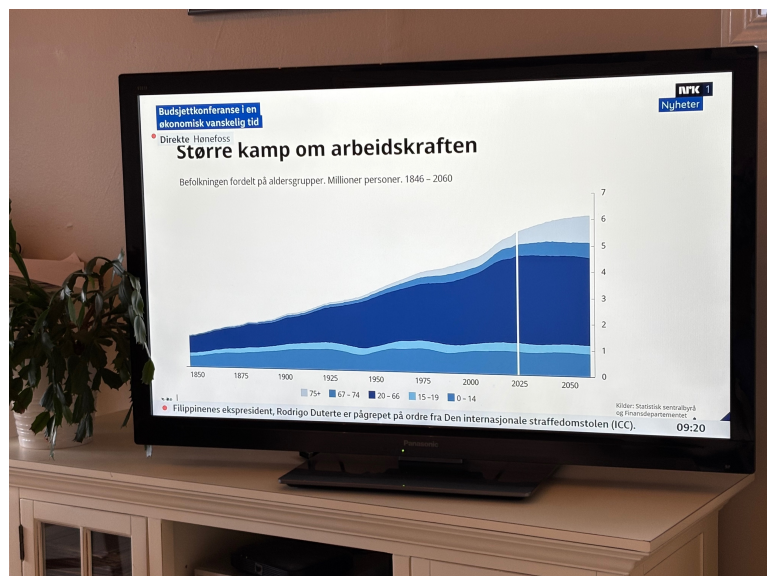 Budsjettkonferanse i en
økonomisk vanskelig tid
Direkte Hønefoss
nrk 1
Nyheter
Større kamp om arbeidskraften
Befolkningen fordelt på aldersgrupper. Millioner personer. 1846 – 2060
7
6
5
4
3
2
1
0
1850 1875 1900 1925 1950 1975 2000 2025 2050
75+ 67 – 74 20 – 66 15 –19 0 – 14
Kilder: Statistisk sentralbyrå
og Finansdepartementet
Filippinenes ekspresident, Rodrigo Duterte er pågrepet på ordre fra Den internasjonale straffedomstolen (ICC).
09:20
Panasonic